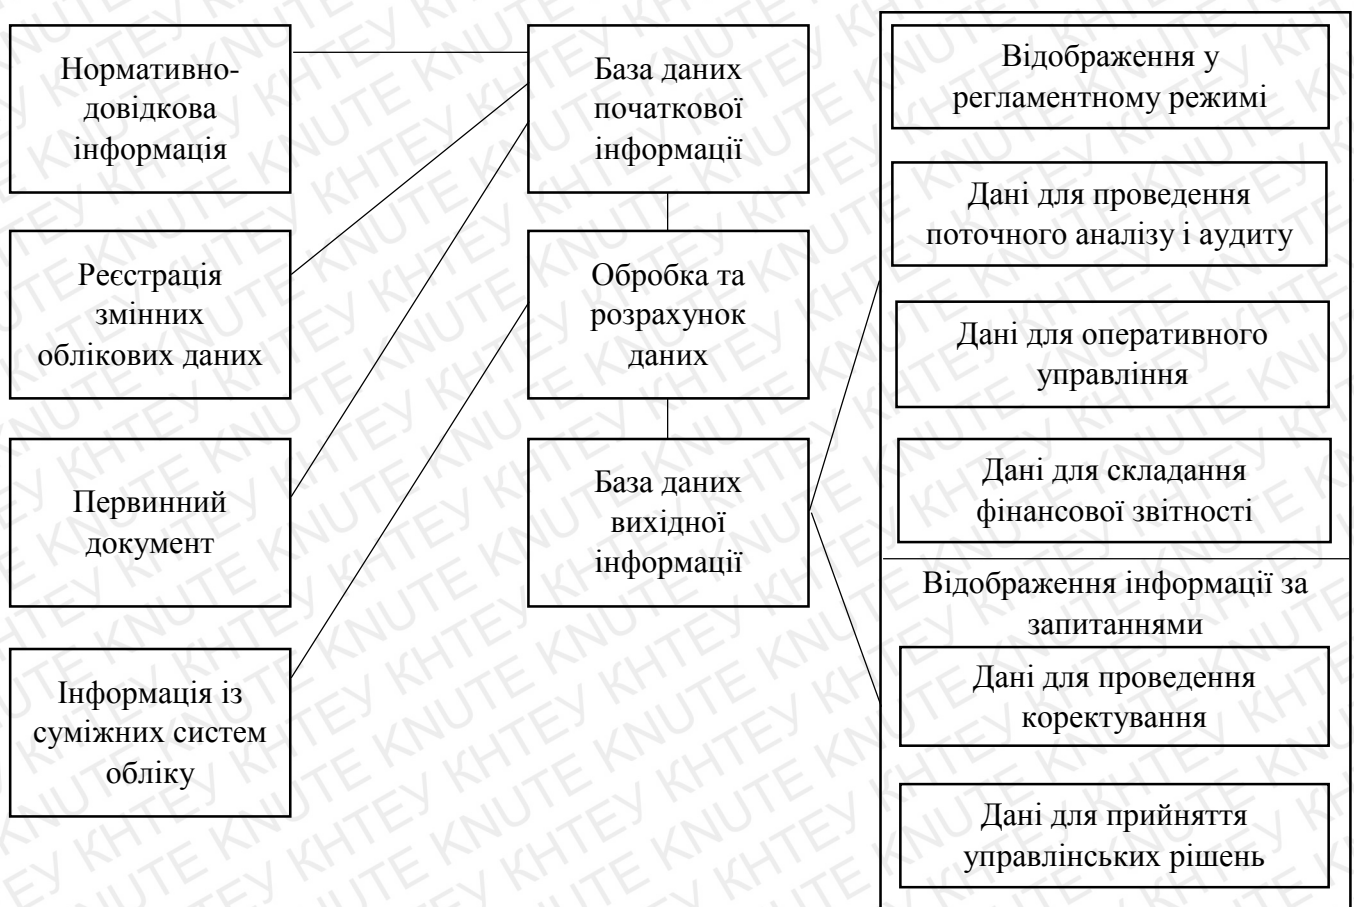 Нормативно-
довідкова
інформація
Реєстрація
змінних
облікових даних
Первинний
документ
Інформація із
суміжних систем
обліку
База даних
початкової
інформації
Обробка та
розрахунок
даних
База даних
вихідної
інформації
Відображення у
регламентному режимі
Дані для проведення
поточного аналізу і аудиту
Дані для оперативного
управління
Дані для складання
фінансової звітності
Відображення інформації за
запитаннями
Дані для проведення
коректування
Дані для прийняття
управлінських рішень